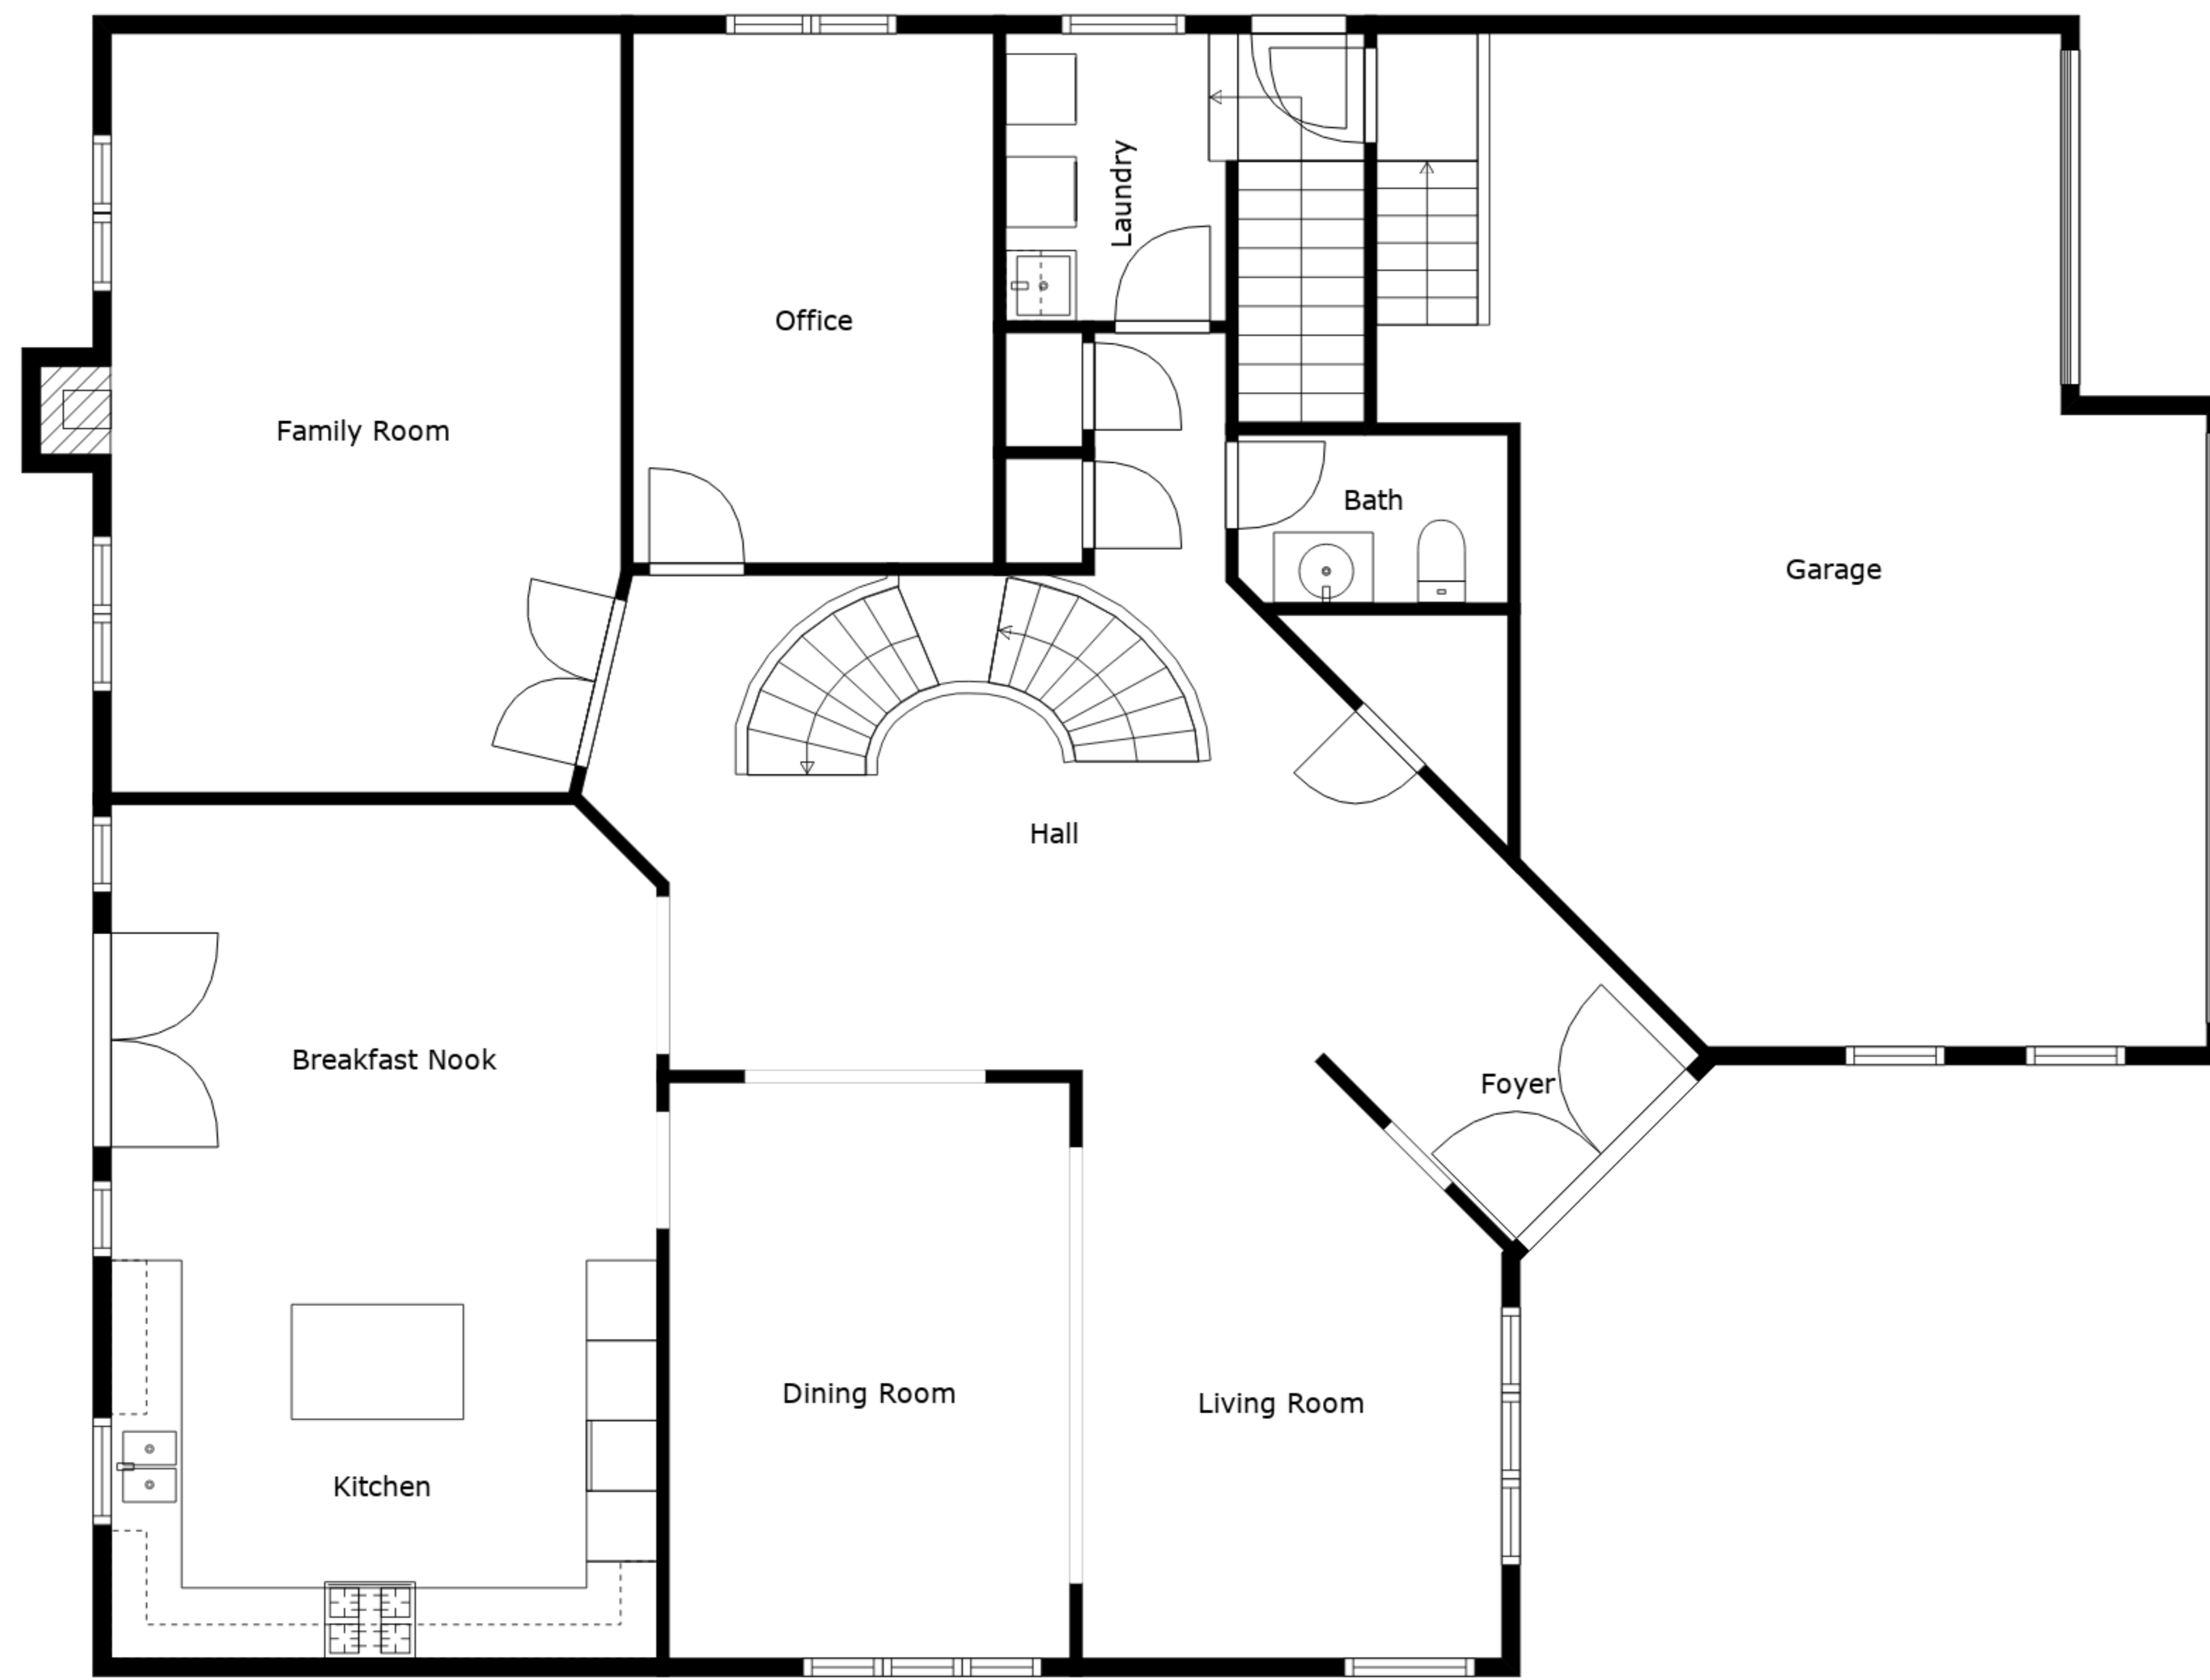 Laundry
Office
Family Room
Bath
Garage
Hall
Breakfast Nook
Foyer
Dining Room
Living Room
Kitchen